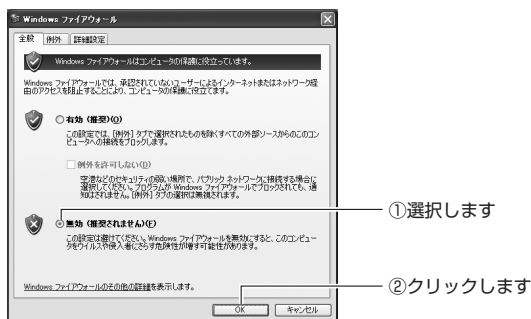 Windows ファイアウォール
全般 例外 詳細設定
Windows ファイアウォールはコンピュータの保護に役立っています。
Windows ファイアウォールでは、承認されていないユーザーによるインターネットまたはネットワーク経
由のアクセスを阻止することにより、コンピュータの保護に役立てます。
有効 (推奨)(O)
この設定では、[例外] タブで選択されたものを除くすべての外部ソースからのこのコン
ピュータへの接続をブロックします。
例外を許可しない(D)
空港などのセキュリティの弱い場所で、パブリック ネットワークに接続する場合に
選択してください。プログラムが Windows ファイアウォールでブロックされても、通
知はされません。[例外] タブの選択は無視されます。
無効 (推奨されません)(F)
この設定は避けてください。Windows ファイアウォールを無効にすると、このコンピュー
タをウイルスや侵入者にさらす危険性が増す可能性があります。
Windows ファイアウォールのその他の詳細を表示します。
OK キャンセル
①選択します
②クリックします